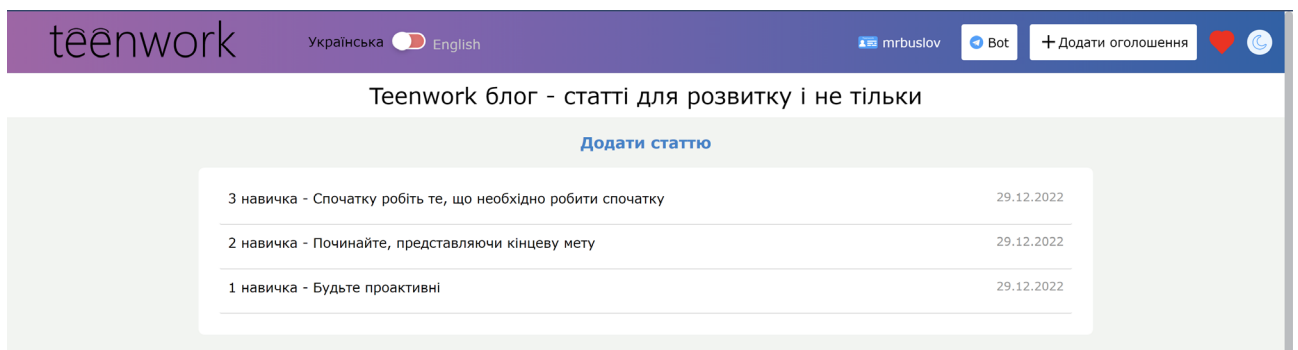 têênwork Українська English mrbuslov Bot +Додати оголошення
Teenwork блог - статті для розвитку і не тільки
Додати статтю
3 навичка - Спочатку робіть те, що необхідно робити спочатку 29.12.2022
2 навичка - Починайте, представляючи кінцеву мету 29.12.2022
1 навичка - Будьте проактивні 29.12.2022